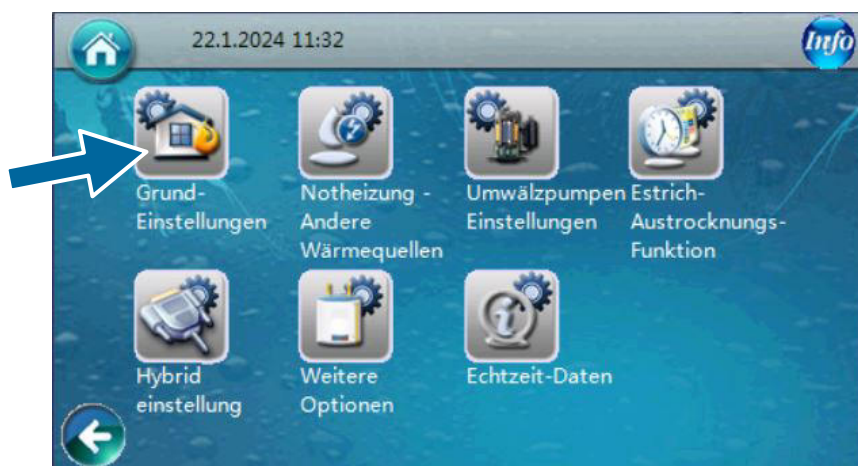 22.1.2024 11:32
Info
Grund-
Einstellungen
Notheizung -
Andere
Wärmequellen
Umwälzpumpen
Einstellungen
Estrich-
Austrocknungs-
Funktion
Hybrid
einstellung
Weitere
Optionen
Echtzeit-Daten